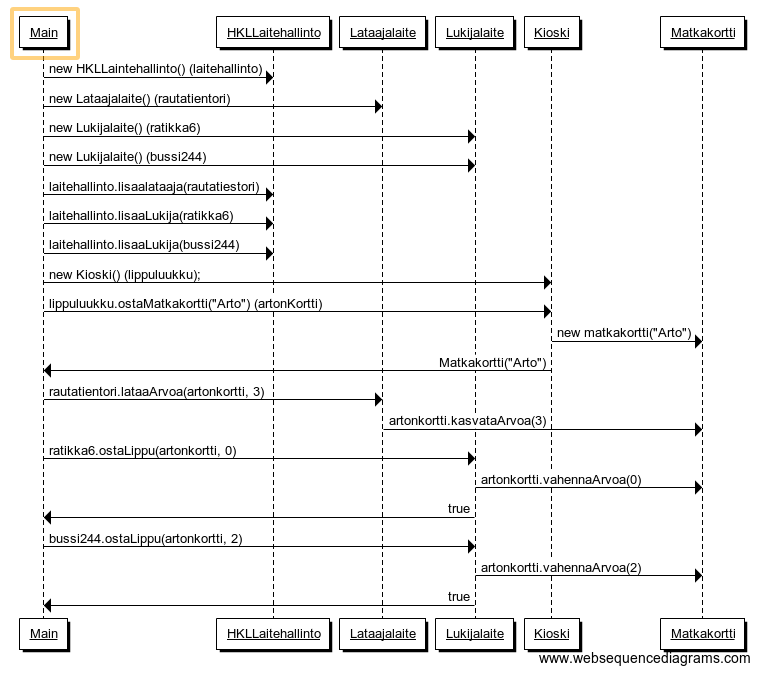 Main HKLLaitehallinto Lataajalaite Lukijalaite Kioski Matkakortti
new HKLLaintehallinto() (laitehallinto)
new Lataajalaite() (rautatientori)
new Lukijalaite() (ratikka6)
new Lukijalaite() (bussi244)
laitehallinto.lisaalataaja(rautatiestori)
laitehallinto.lisaaLukija(ratikka6)
laitehallinto.lisaaLukija(bussi244)
new Kioski() (lippuluukku);
lippuluukku.ostaMatkakortti("Arto") (artonKortti)
new matkakortti("Arto")
Matkakortti("Arto")
rautatientori.lataaArvoa(artonkortti, 3)
artonkortti.kasvataArvoa(3)
ratikka6.ostaLippu(artonkortti, 0)
artonkortti.vahennaArvoa(0)
true
bussi244.ostaLippu(artonkortti, 2)
artonkortti.vahennaArvoa(2)
true
Main HKLLaitehallinto Lataajalaite Lukijalaite Kioski Matkakortti
www.websequencediagrams.com